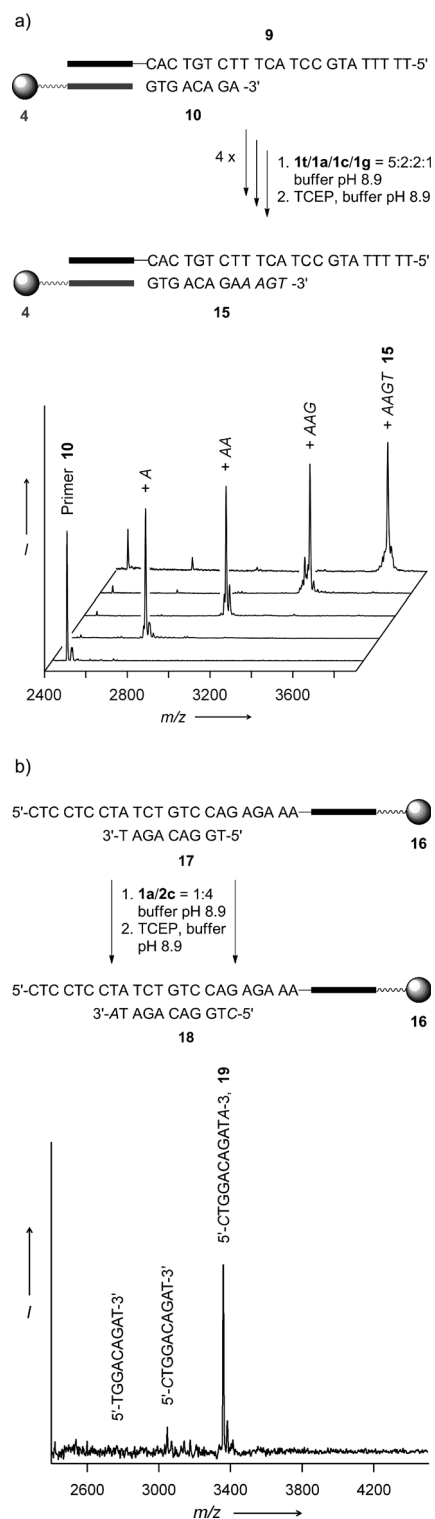 a)
9
CAC TGT CTT TCA TCC GTA TTT TT-5'
GTG ACA GA -3'
4
10
4 x
1. 1t/1a/1c/1g = 5:2:2:1
buffer pH 8.9
2. TCEP, buffer pH 8.9
CAC TGT CTT TCA TCC GTA TTT TT-5'
GTG ACA GAA AGT -3'
4
15
Primer 10
+ A
+ AA
+ AAG
+ AAGT 15
I
2400 2800 3200 3600
m/z
b)
5'-CTC CTC CTA TCT GTC CAG AGA AA
3'-T AGA CAG GT-5'
17
16
1. 1a/2c = 1:4
buffer pH 8.9
2. TCEP, buffer
pH 8.9
5'-CTC CTC CTA TCT GTC CAG AGA AA
3'-AT AGA CAG GTC-5'
18
16
5'-TGGACAGAT-3'
5'-CTGGACAGAT-3'
5'-CTGGACAGATA-3, 19
I
2600 3000 3400 4200
m/z